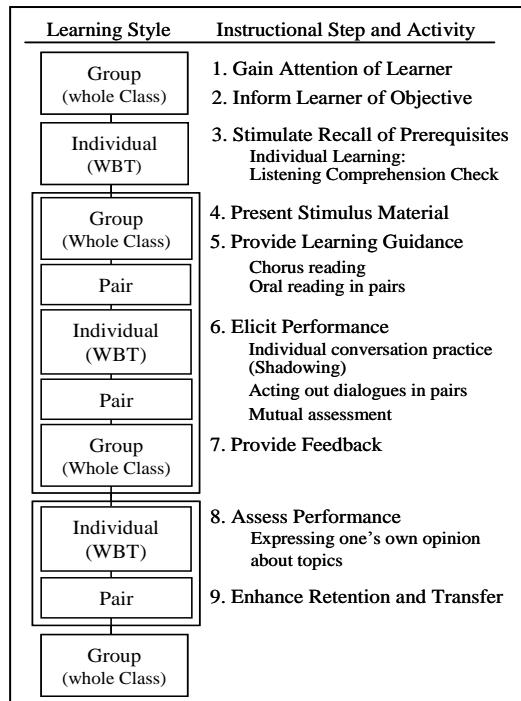 Learning Style Instructional Step and Activity
Group
(whole Class)
1. Gain Attention of Learner
2. Inform Learner of Objective
Individual
(WBT)
3. Stimulate Recall of Prerequisites
Individual Learning:
Listening Comprehension Check
Group
(Whole Class)
4. Present Stimulus Material
5. Provide Learning Guidance
Pair
Chorus reading
Oral reading in pairs
Individual
(WBT)
6. Elicit Performance
Individual conversation practice
(Shadowing)
Pair
Acting out dialogues in pairs
Mutual assessment
Group
(Whole Class)
7. Provide Feedback
Individual
(WBT)
8. Assess Performance
Expressing one’s own opinion
about topics
Pair
9. Enhance Retention and Transfer
Group
(whole Class)